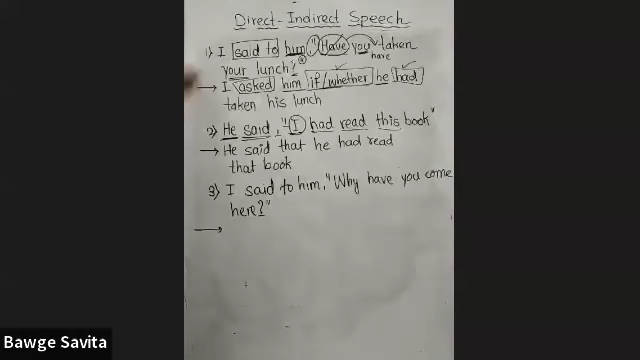 Direct-Indirect Speech
1) I said to him, "Have you taken
have
your lunch?"
→ I asked him if/whether he had
taken his lunch
2) He said, "I had read this book"
→ He said that he had read
that book
3) I said to him, "Why have you come
here?"
→
Bawge Savita